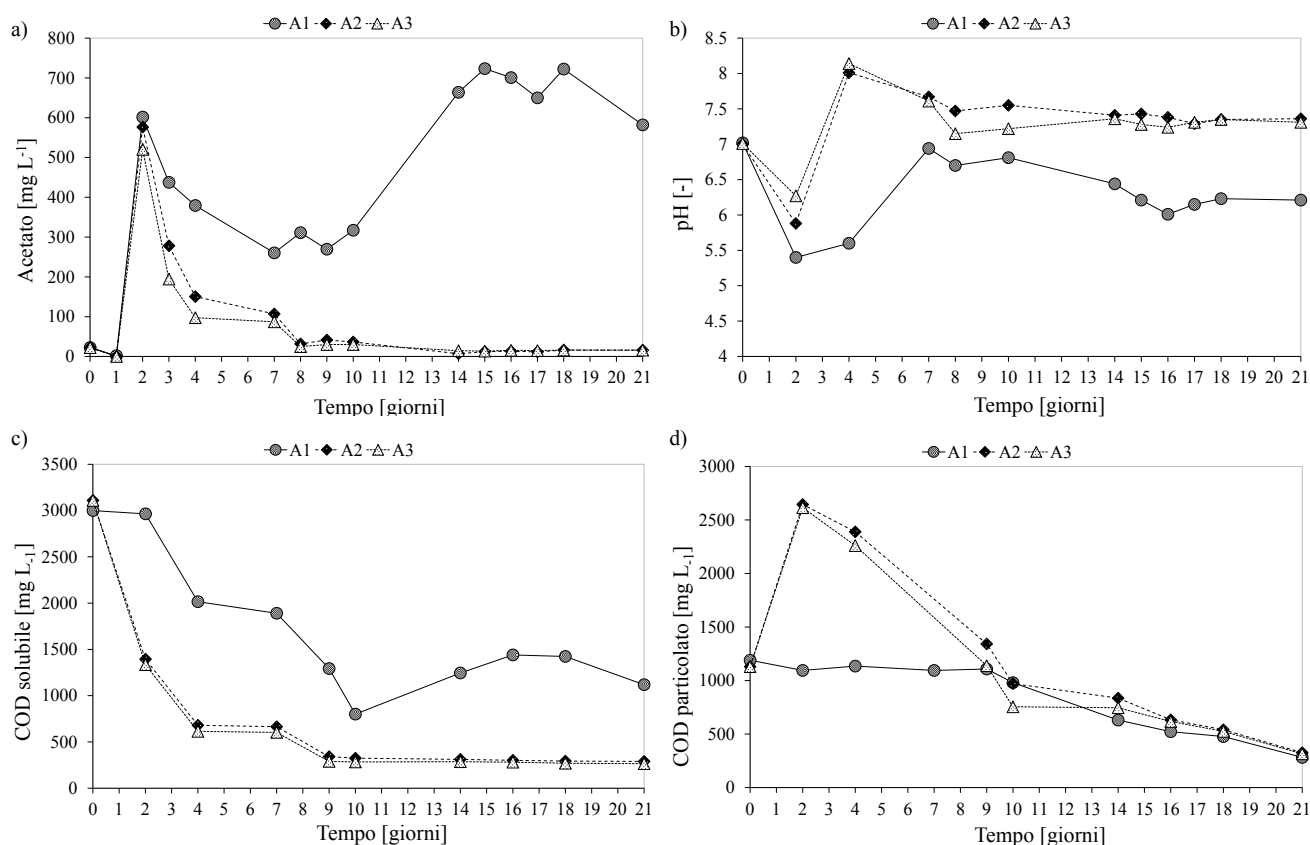 a)
A1 A2 A3
Acetato [mg L-1]
800
700
600
500
400
300
200
100
0
0 1 2 3 4 5 6 7 8 9 10 11 12 13 14 15 16 17 18 19 20 21
Tempo [giorni]
b)
A1 A2 A3
pH [-]
8.5
8
7.5
7
6.5
6
5.5
5
4.5
4
0 1 2 3 4 5 6 7 8 9 10 11 12 13 14 15 16 17 18 19 20 21
Tempo [giorni]
c)
A1 A2 A3
COD solubile [mg L-1]
3500
3000
2500
2000
1500
1000
500
0
0 1 2 3 4 5 6 7 8 9 10 11 12 13 14 15 16 17 18 19 20 21
Tempo [giorni]
d)
A1 A2 A3
COD particolato [mg L-1]
3000
2500
2000
1500
1000
500
0
0 1 2 3 4 5 6 7 8 9 10 11 12 13 14 15 16 17 18 19 20 21
Tempo [giorni]